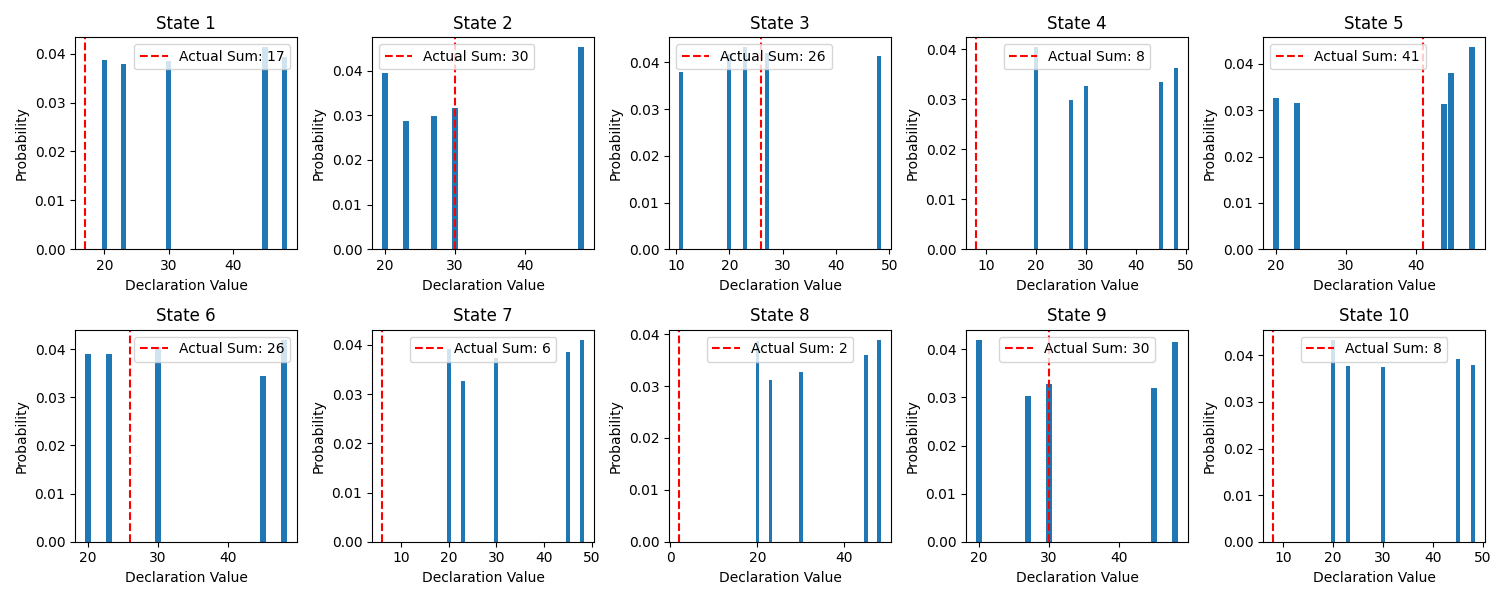 State 1
0.04
0.03
0.02
0.01
0.00
Probability
Actual Sum: 17
20 30 40
Declaration Value
State 2
0.04
0.03
0.02
0.01
0.00
Probability
Actual Sum: 30
20 30 40
Declaration Value
State 3
0.04
0.03
0.02
0.01
0.00
Probability
Actual Sum: 26
10 20 30 40 50
Declaration Value
State 4
0.04
0.03
0.02
0.01
0.00
Probability
Actual Sum: 8
10 20 30 40 50
Declaration Value
State 5
0.04
0.03
0.02
0.01
0.00
Probability
Actual Sum: 41
20 30 40
Declaration Value
State 6
0.04
0.03
0.02
0.01
0.00
Probability
Actual Sum: 26
20 30 40
Declaration Value
State 7
0.04
0.03
0.02
0.01
0.00
Probability
Actual Sum: 6
10 20 30 40 50
Declaration Value
State 8
0.04
0.03
0.02
0.01
0.00
Probability
Actual Sum: 2
0 20 40
Declaration Value
State 9
0.04
0.03
0.02
0.01
0.00
Probability
Actual Sum: 30
20 30 40
Declaration Value
State 10
0.04
0.03
0.02
0.01
0.00
Probability
Actual Sum: 8
10 20 30 40 50
Declaration Value